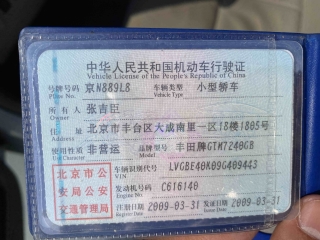 中华人民共和国机动车行驶证
Vehicle License of the People's Republic of China
号牌号码 京N889L8 车辆类型 小型轿车
Plate No. Vehicle Type
所有人 张吉臣
Owner
住址 北京市丰台区大成南里一区18楼1805号
Address
使用性质 非营运 品牌型号 丰田牌GTM7240GB
Use Character Model
北京市公安局公安交通管理局
车辆识别代号 LVGBE40K09G409443
VIN
发动机号码 C616140
Engine No.
注册日期 2009-03-31 发证日期 2009-03-31
Register Date Issue Date